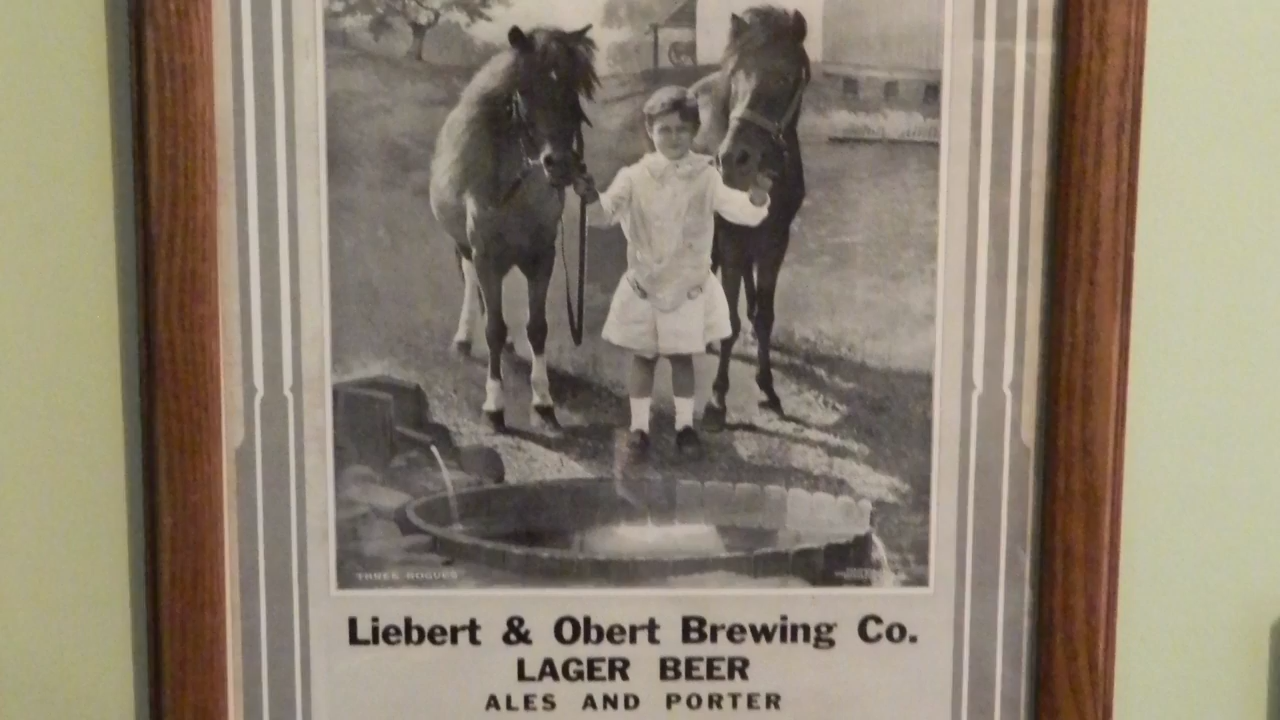 "THREE ROGUES"
Liebert & Obert Brewing Co.
LAGER BEER
ALES AND PORTER